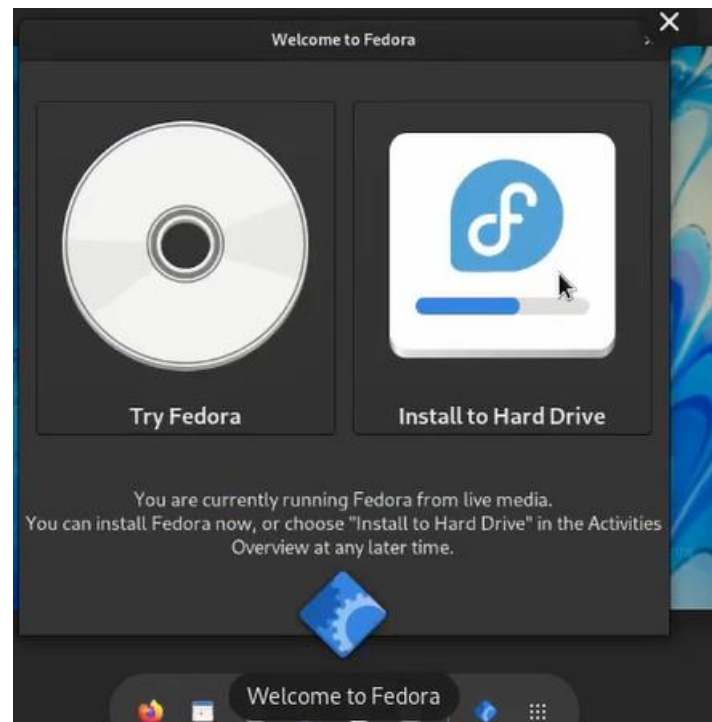 Welcome to Fedora
Try Fedora
Install to Hard Drive
You are currently running Fedora from live media.
You can install Fedora now, or choose "Install to Hard Drive" in the Activities
Overview at any later time.
Welcome to Fedora